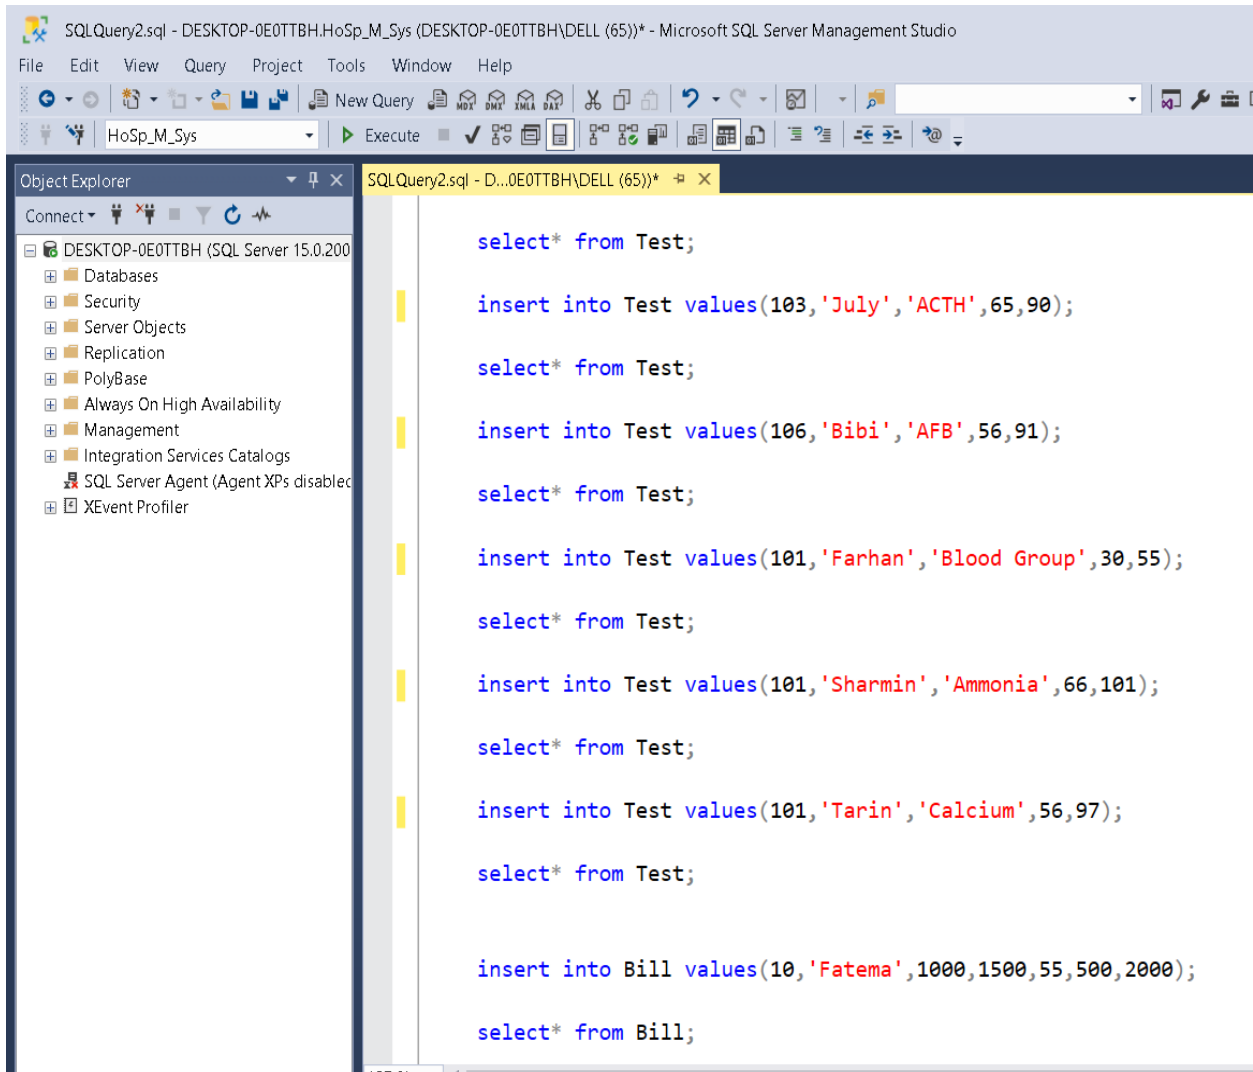 SQLQuery2.sql - DESKTOP-0E0TTBH.HoSp_M_Sys (DESKTOP-0E0TTBH\DELL (65))* - Microsoft SQL Server Management Studio
File Edit View Query Project Tools Window Help
New Query MDX DMX XMLA DAX
HoSp_M_Sys Execute
Object Explorer
Connect
DESKTOP-0E0TTBH (SQL Server 15.0.200
Databases
Security
Server Objects
Replication
PolyBase
Always On High Availability
Management
Integration Services Catalogs
SQL Server Agent (Agent XPs disabled
XEvent Profiler
SQLQuery2.sql - D...0E0TTBH\DELL (65))*
select* from Test;
insert into Test values(103,'July','ACTH',65,90);
select* from Test;
insert into Test values(106,'Bibi','AFB',56,91);
select* from Test;
insert into Test values(101,'Farhan','Blood Group',30,55);
select* from Test;
insert into Test values(101,'Sharmin','Ammonia',66,101);
select* from Test;
insert into Test values(101,'Tarin','Calcium',56,97);
select* from Test;
insert into Bill values(10,'Fatema',1000,1500,55,500,2000);
select* from Bill;